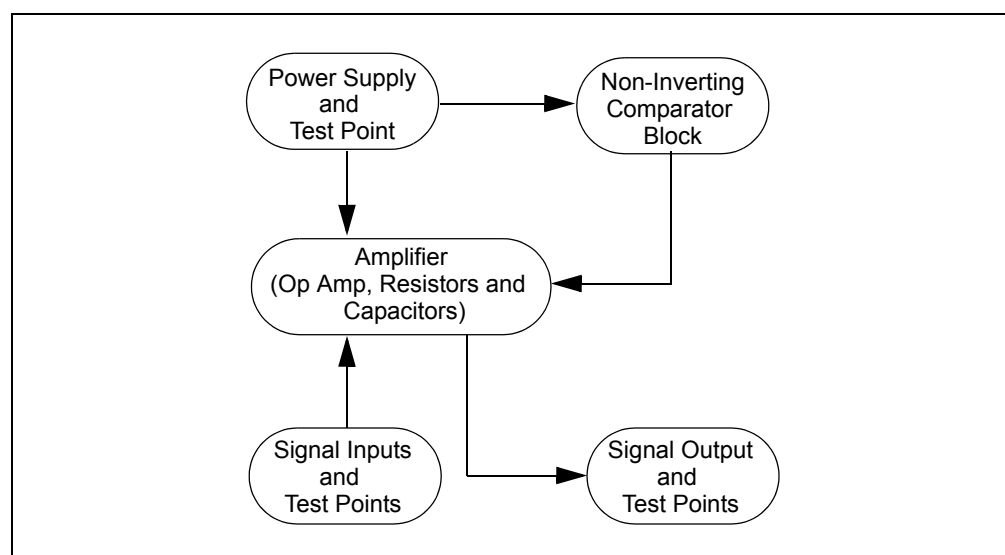 Power Supply
and
Test Point
Non-Inverting
Comparator
Block
Amplifier
(Op Amp, Resistors and
Capacitors)
Signal Inputs
and
Test Points
Signal Output
and
Test Points